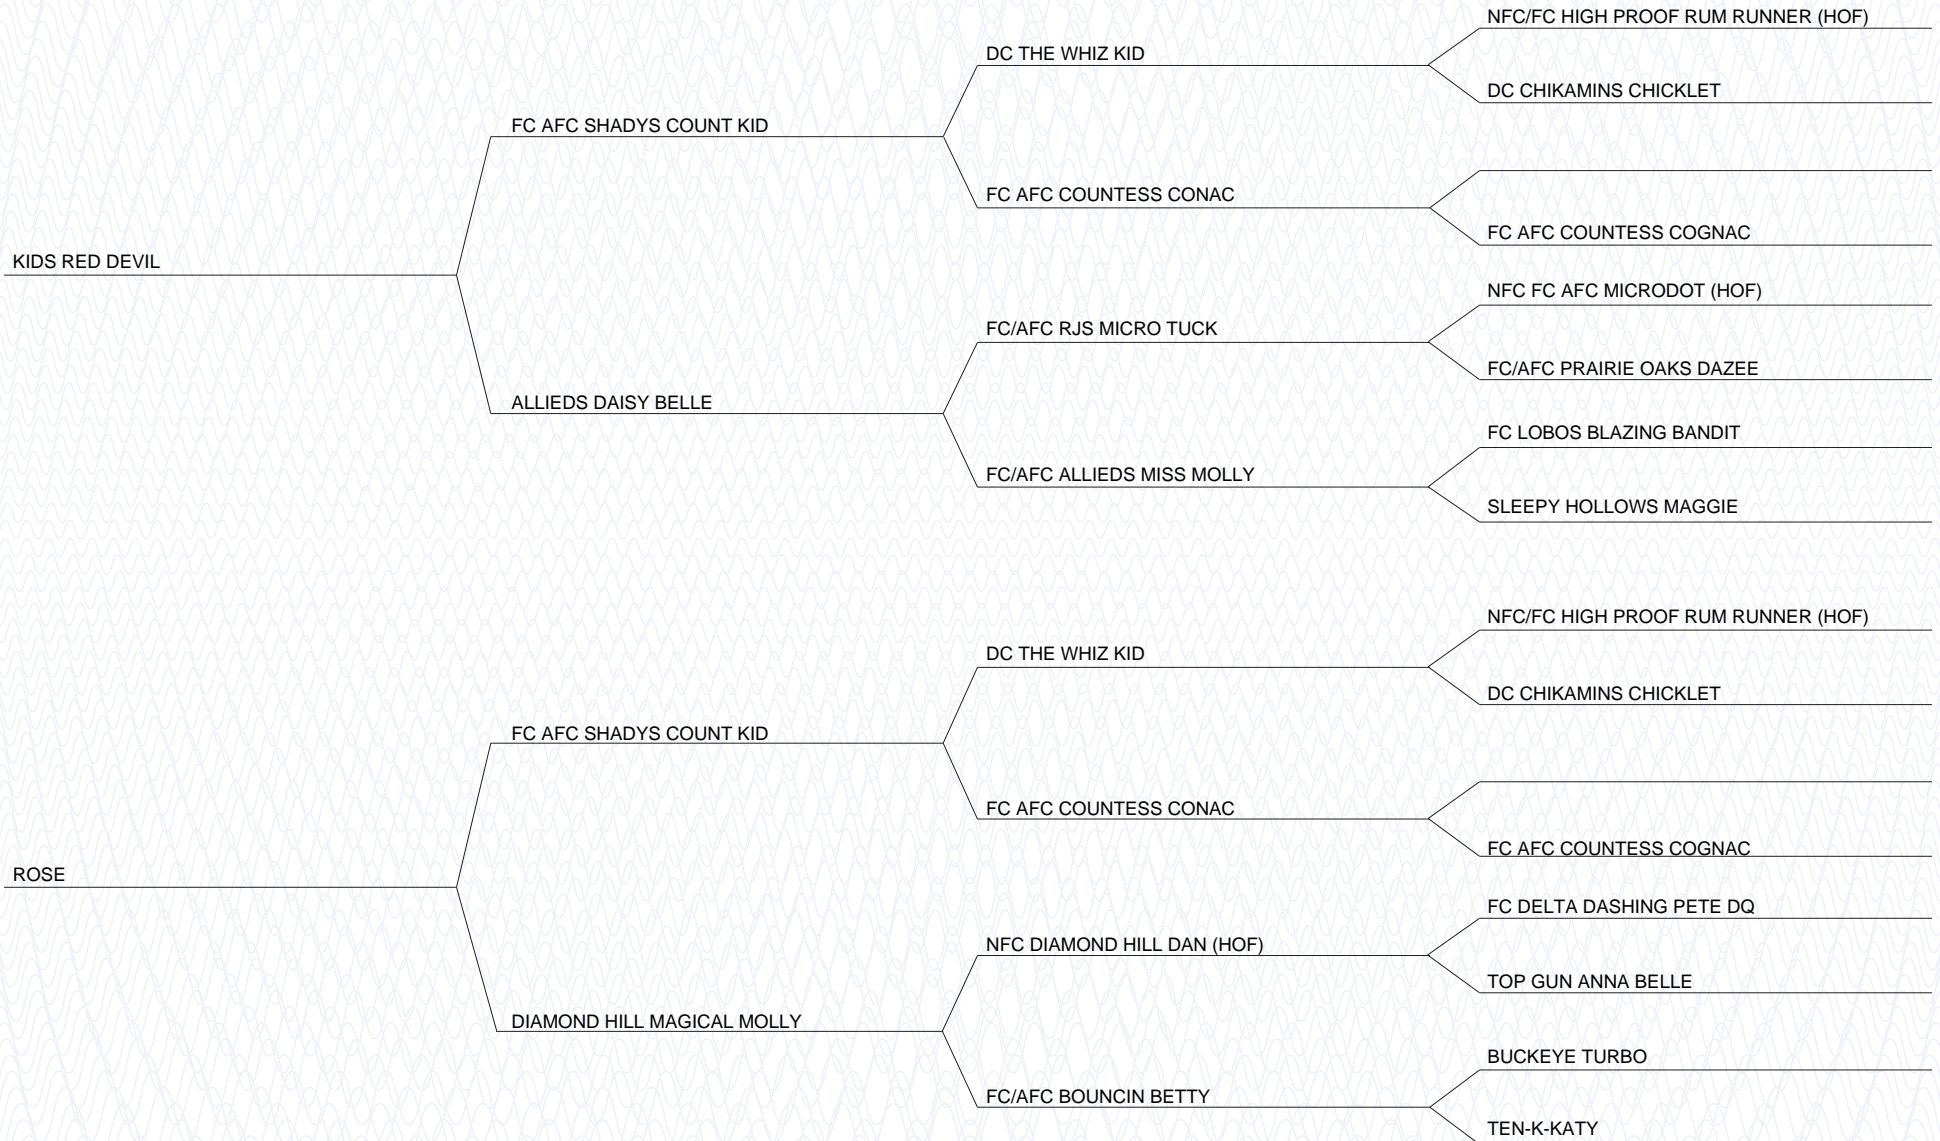 NFC/FC HIGH PROOF RUM RUNNER (HOF)
DC THE WHIZ KID
DC CHIKAMINS CHICKLET
FC AFC SHADYS COUNT KID
FC AFC COUNTESS CONAC
FC AFC COUNTESS COGNAC
KIDS RED DEVIL
NFC FC AFC MICRODOT (HOF)
FC/AFC RJS MICRO TUCK
FC/AFC PRAIRIE OAKS DAZEE
ALLIEDS DAISY BELLE
FC LOBOS BLAZING BANDIT
FC/AFC ALLIEDS MISS MOLLY
SLEEPY HOLLOWS MAGGIE
NFC/FC HIGH PROOF RUM RUNNER (HOF)
DC THE WHIZ KID
DC CHIKAMINS CHICKLET
FC AFC SHADYS COUNT KID
FC AFC COUNTESS CONAC
FC AFC COUNTESS COGNAC
ROSE
FC DELTA DASHING PETE DQ
NFC DIAMOND HILL DAN (HOF)
TOP GUN ANNA BELLE
DIAMOND HILL MAGICAL MOLLY
BUCKEYE TURBO
FC/AFC BOUNCIN BETTY
TEN-K-KATY